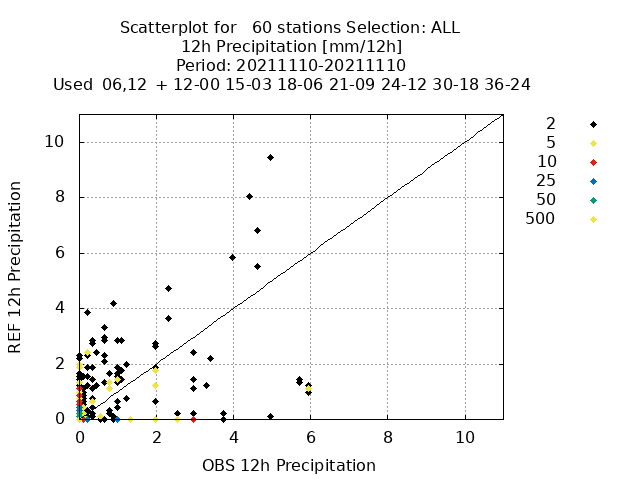 Scatterplot for   60 stations Selection: ALL
12h Precipitation [mm/12h]
Period: 20211110-20211110
Used  06,12  + 12-00 15-03 18-06 21-09 24-12 30-18 36-24
2
5
10
25
50
500
REF 12h Precipitation
10
8
6
4
2
0
0 2 4 6 8 10
OBS 12h Precipitation